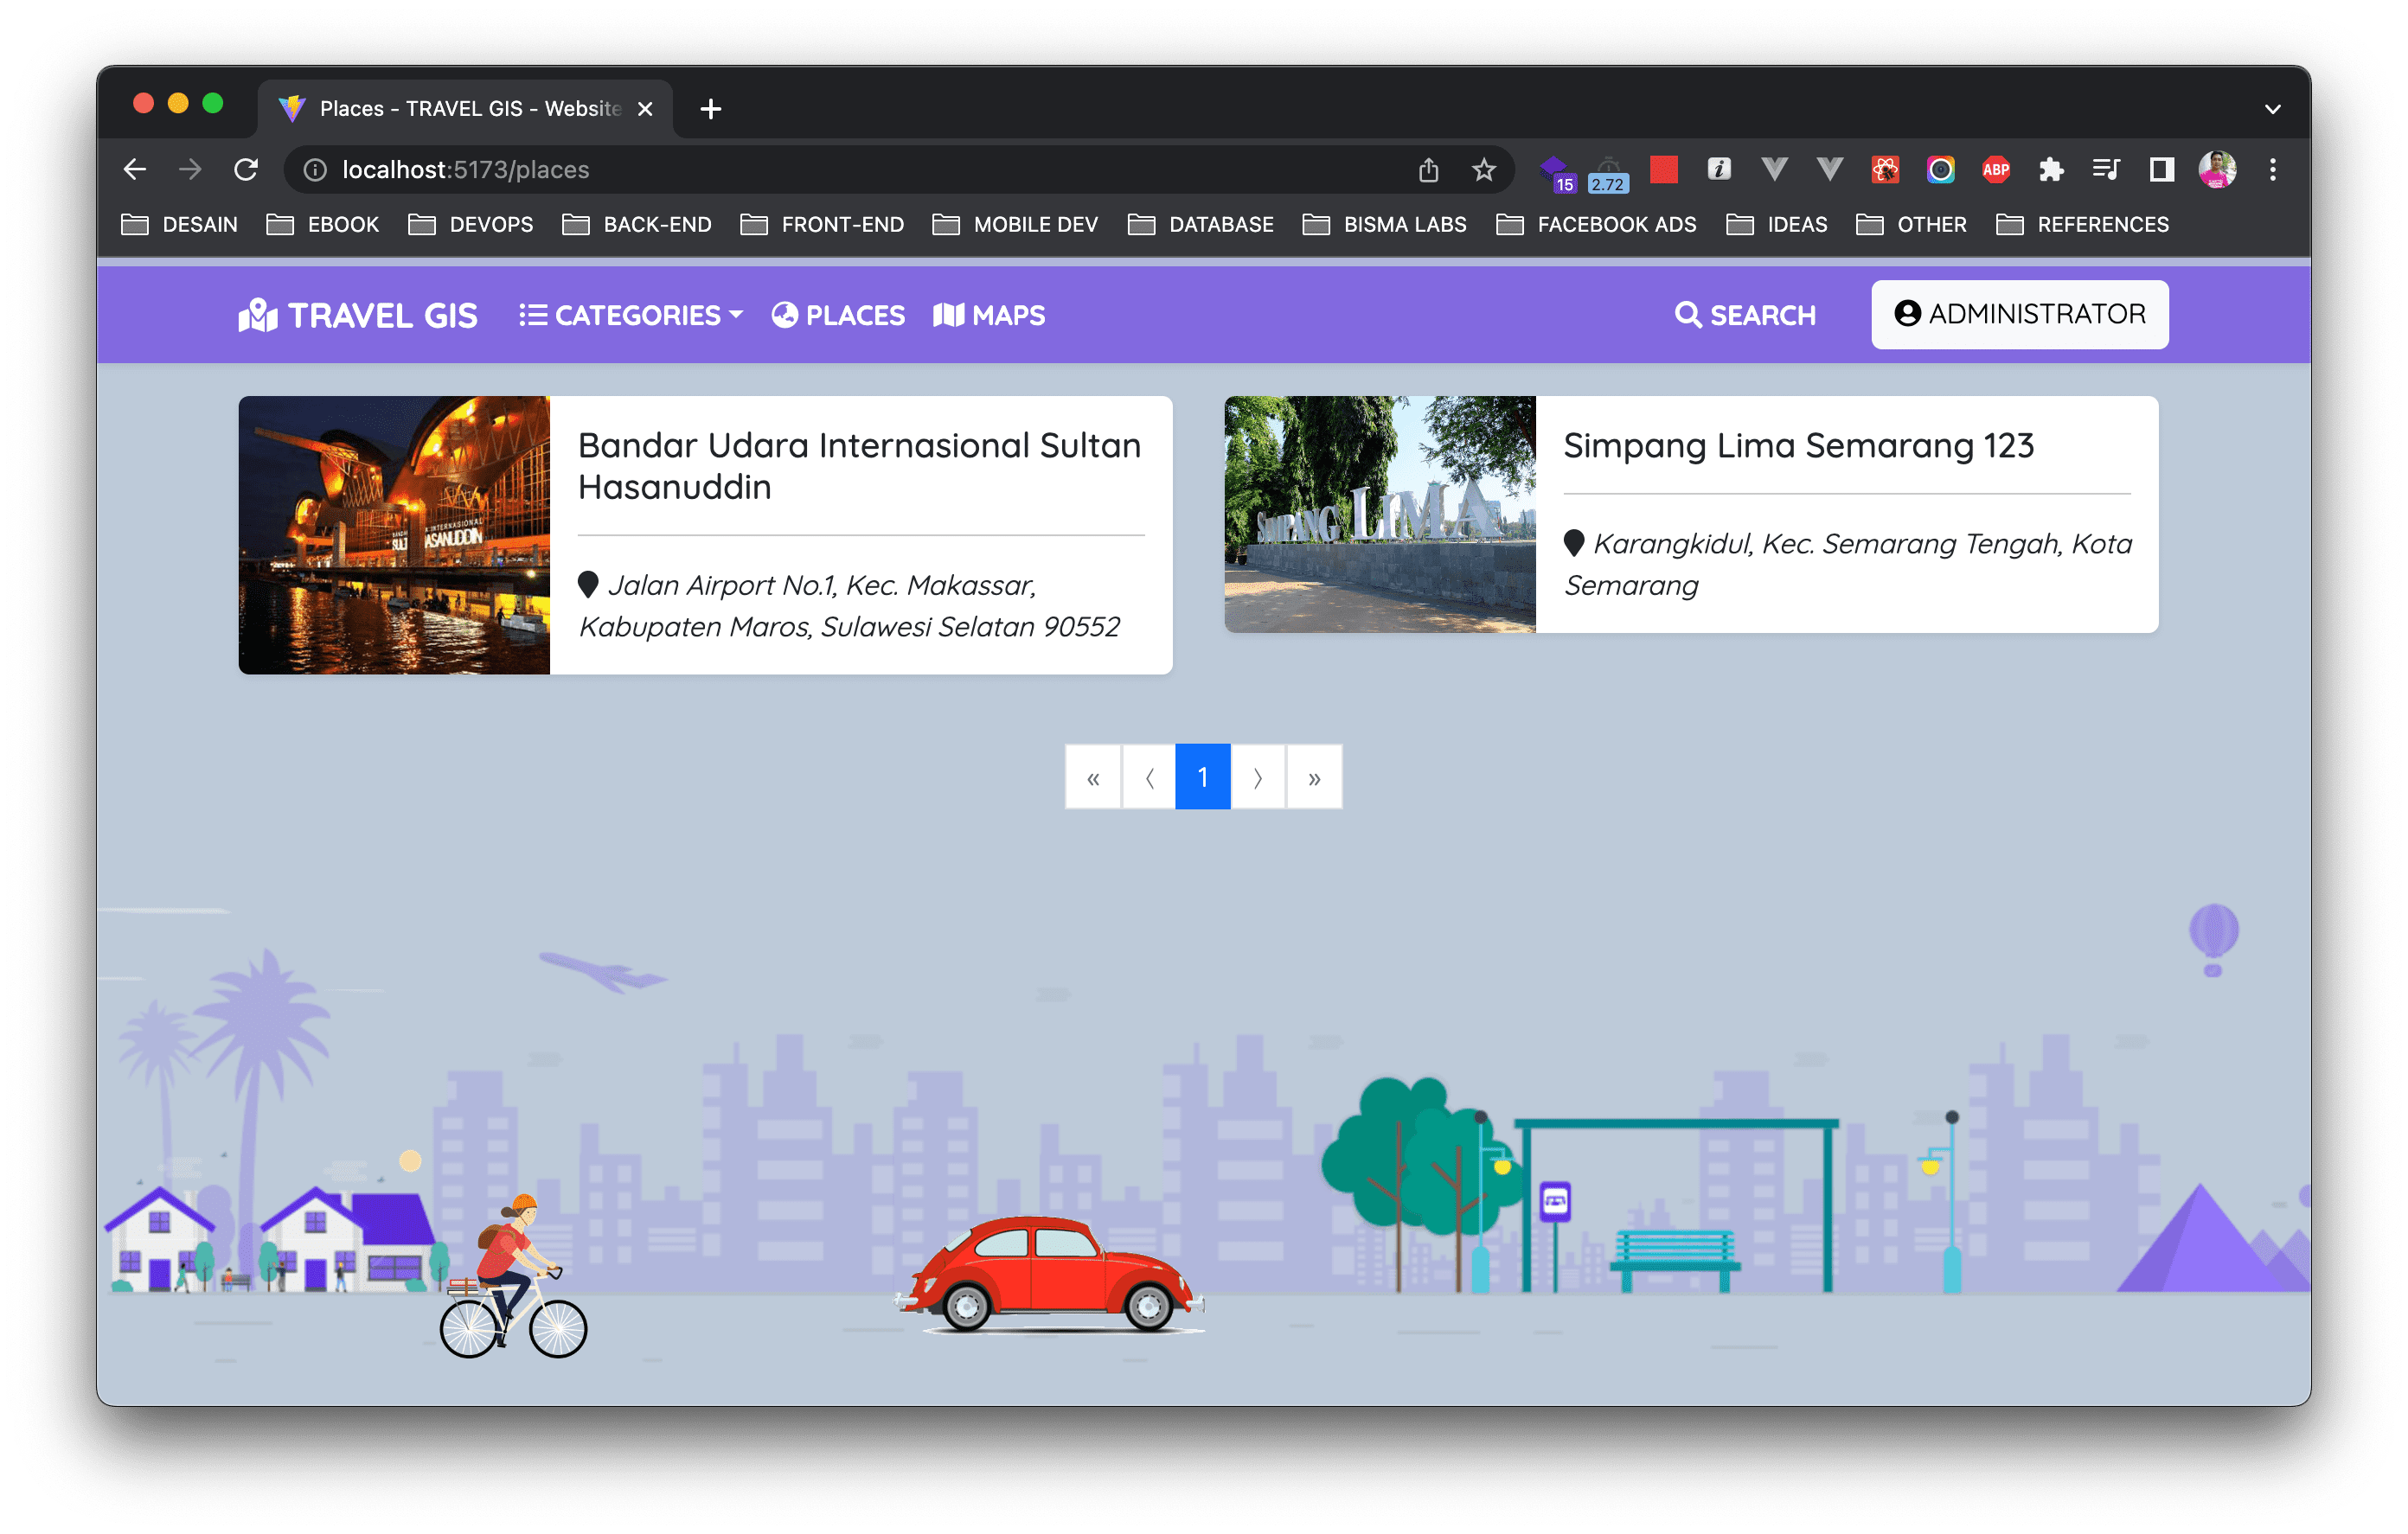 Places - TRAVEL GIS - Website
localhost:5173/places
15
2.72
ABP
DESAIN EBOOK DEVOPS BACK-END FRONT-END MOBILE DEV DATABASE BISMA LABS FACEBOOK ADS IDEAS OTHER REFERENCES
TRAVEL GIS CATEGORIES PLACES MAPS SEARCH ADMINISTRATOR
Bandar Udara Internasional Sultan
Hasanuddin
Jalan Airport No.1, Kec. Makassar,
Kabupaten Maros, Sulawesi Selatan 90552
SIMPANG LIMA
Simpang Lima Semarang 123
Karangkidul, Kec. Semarang Tengah, Kota
Semarang
« ‹ 1 › »